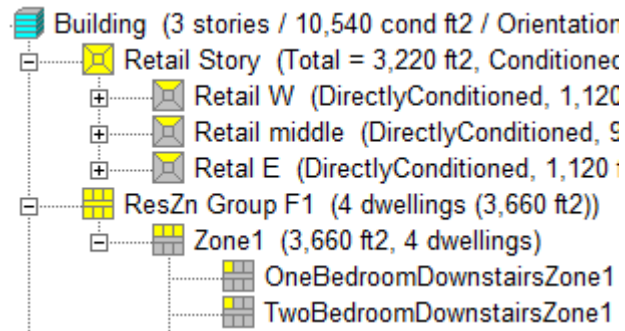 Building (3 stories / 10,540 cond ft2 / Orientation
Retail Story (Total = 3,220 ft2, Conditioned
Retail W (DirectlyConditioned, 1,120
Retail middle (DirectlyConditioned, 9
Retal E (DirectlyConditioned, 1,120 f
ResZn Group F1 (4 dwellings (3,660 ft2))
Zone1 (3,660 ft2, 4 dwellings)
OneBedroomDownstairsZone1
TwoBedroomDownstairsZone1